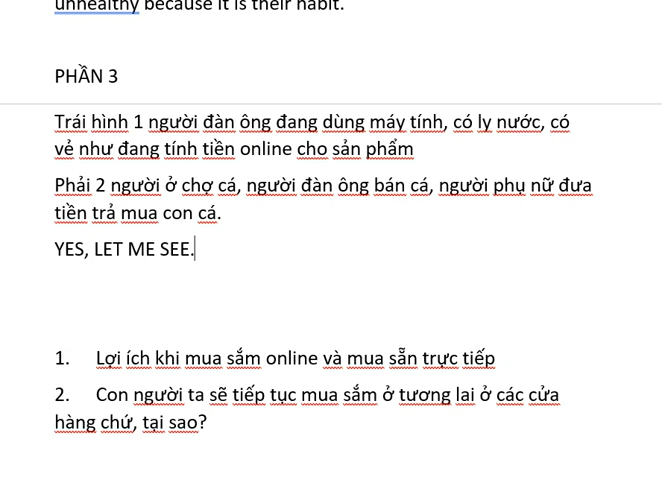 unhealthy because it is their habit.
PHẦN 3
Trái hình 1 người đàn ông đang dùng máy tính, có ly nước, có
vẻ như đang tính tiền online cho sản phẩm
Phải 2 người ở chợ cá, người đàn ông bán cá, người phụ nữ đưa
tiền trả mua con cá.
YES, LET ME SEE.
1. Lợi ích khi mua sắm online và mua sẵn trực tiếp
2. Con người ta sẽ tiếp tục mua sắm ở tương lai ở các cửa
hàng chứ, tại sao?